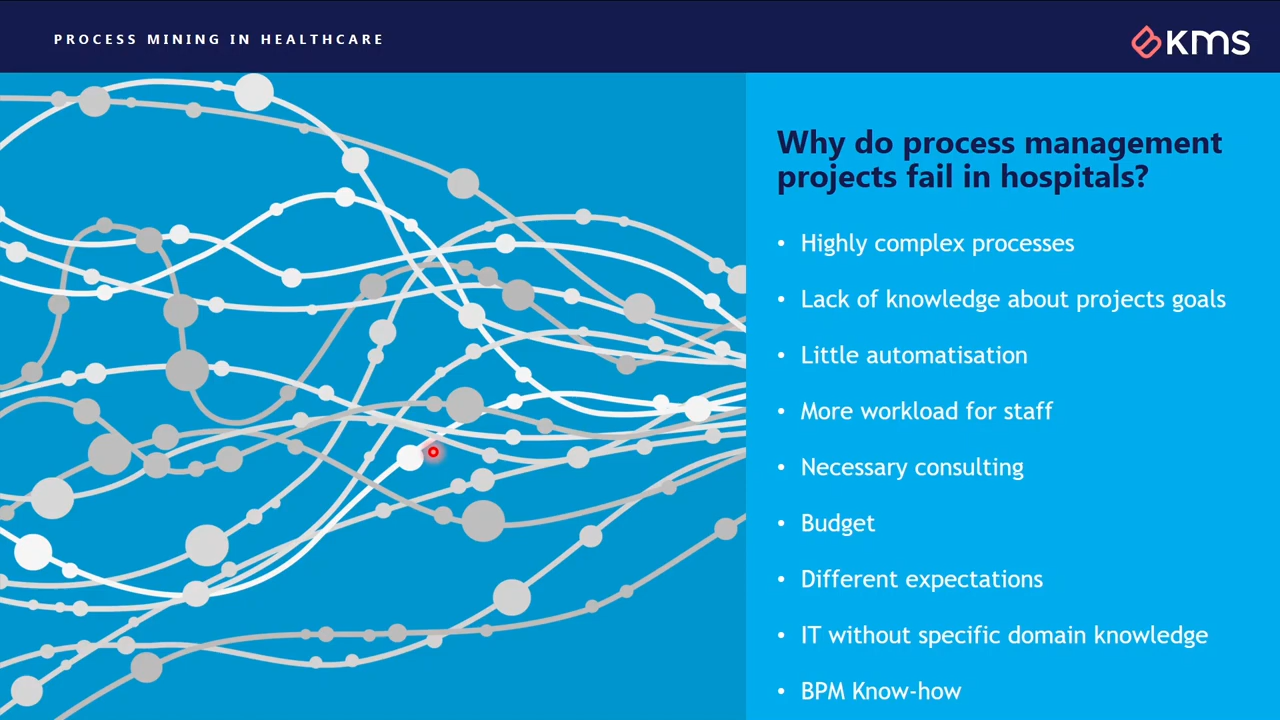 PROCESS MINING IN HEALTHCARE
kms
Why do process management
projects fail in hospitals?
• Highly complex processes
• Lack of knowledge about projects goals
• Little automatisation
• More workload for staff
• Necessary consulting
• Budget
• Different expectations
• IT without specific domain knowledge
• BPM Know-how